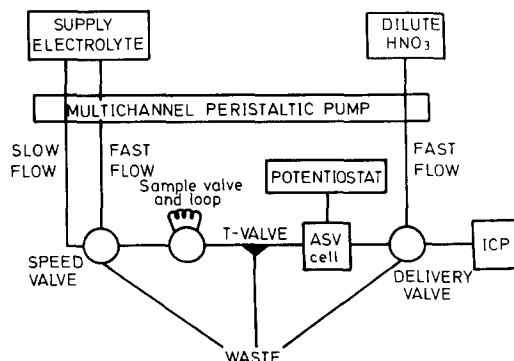 SUPPLY
ELECTROLYTE
DILUTE
HNO₃
MULTICHANNEL PERISTALTIC PUMP
SLOW
FLOW
FAST
FLOW
FAST
FLOW
Sample valve
and loop
POTENTIOSTAT
T-VALVE
ASV
cell
ICP
SPEED
VALVE
DELIVERY
VALVE
WASTE